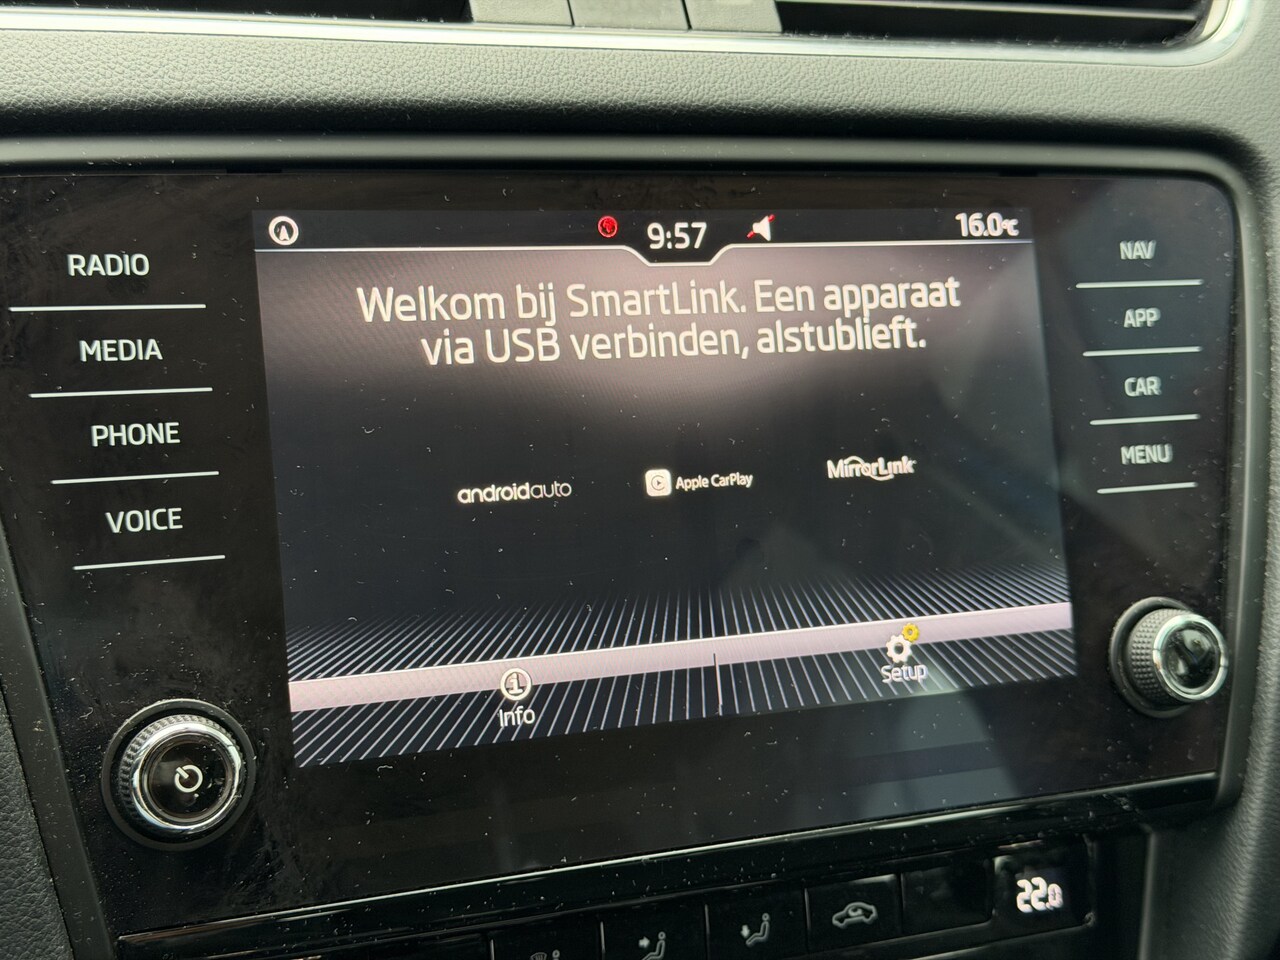 9:57
16.0°C
RADIO
MEDIA
PHONE
VOICE
Welkom bij SmartLink. Een apparaat
via USB verbinden, alstublieft.
androidauto
Apple CarPlay
MirrorLink
Info
Setup
NAV
APP
CAR
MENU
22.0